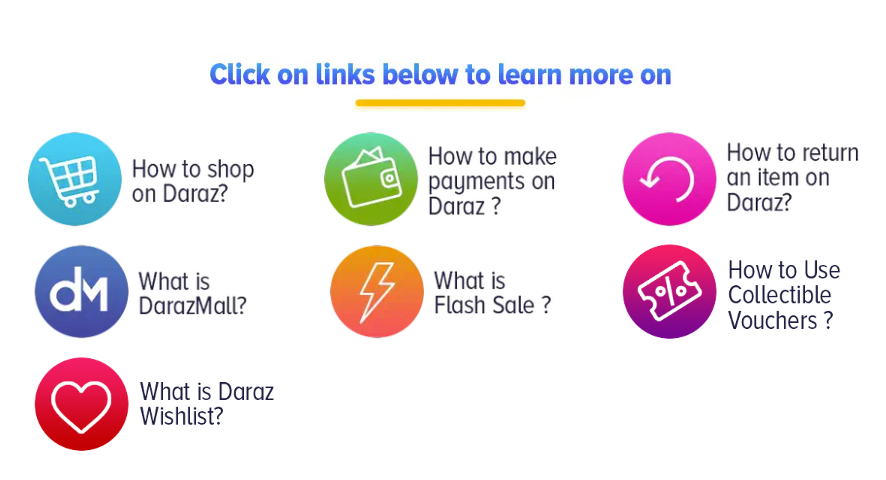 Click on links below to learn more on
How to shop
on Daraz?
How to make
payments on
Daraz ?
How to return
an item on
Daraz?
dM
What is
DarazMall?
What is
Flash Sale ?
%
How to Use
Collectible
Vouchers ?
What is Daraz
Wishlist?